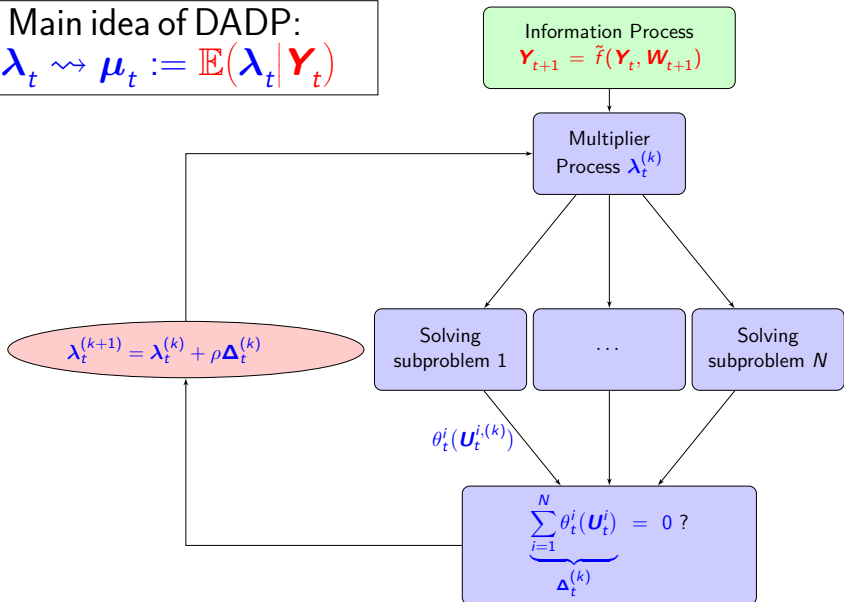 Main idea of DADP:
λ_t ⇝ μ_t := 𝔼(λ_t | Y_t)
Information Process
Y_{t+1} = f̃(Y_t, W_{t+1})
Multiplier
Process λ_t^{(k)}
λ_t^{(k+1)} = λ_t^{(k)} + ρΔ_t^{(k)}
Solving
subproblem 1
...
Solving
subproblem N
θ_t^i(U_t^{i,(k)})
∑_{i=1}^{N} θ_t^i(U_t^i) = 0 ?
Δ_t^{(k)}